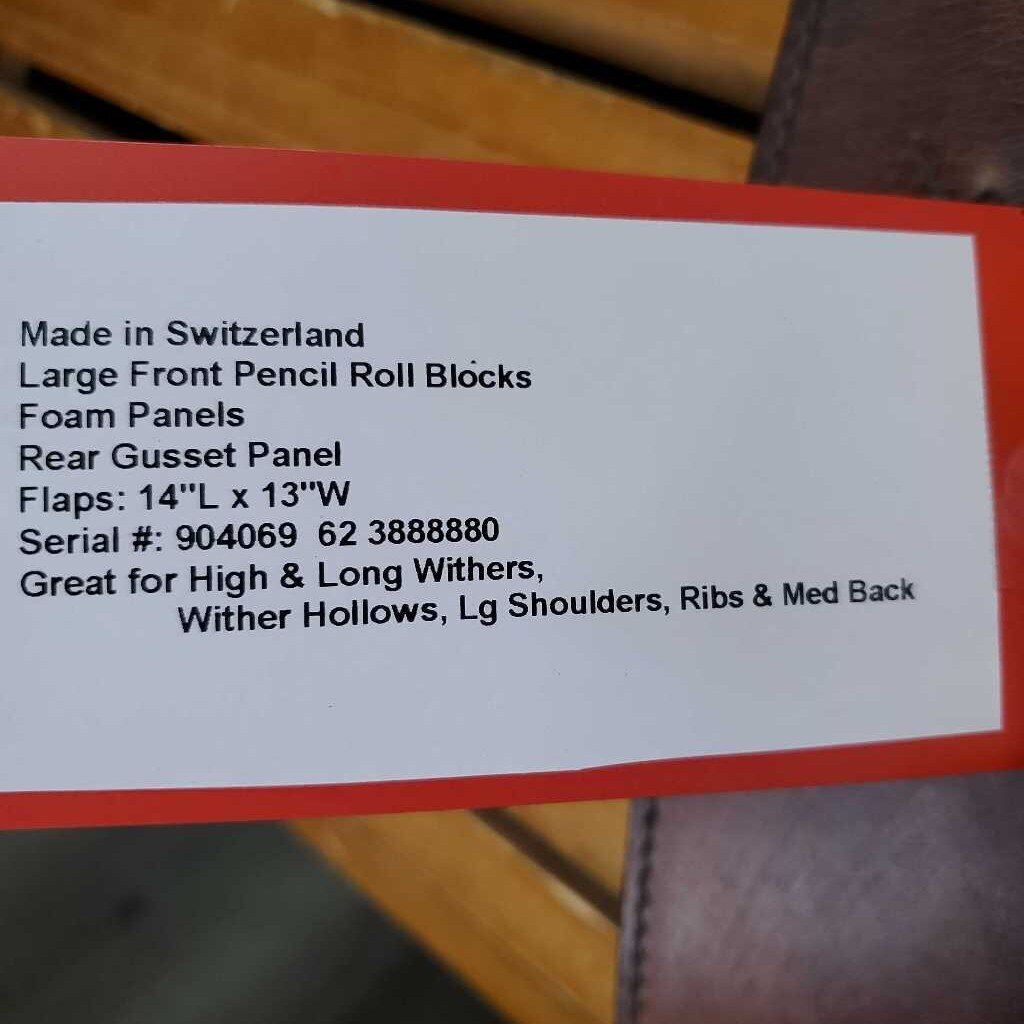 Made in Switzerland
Large Front Pencil Roll Blocks
Foam Panels
Rear Gusset Panel
Flaps: 14"L x 13"W
Serial #: 904069  62 3888880
Great for High & Long Withers,
Wither Hollows, Lg Shoulders, Ribs & Med Back